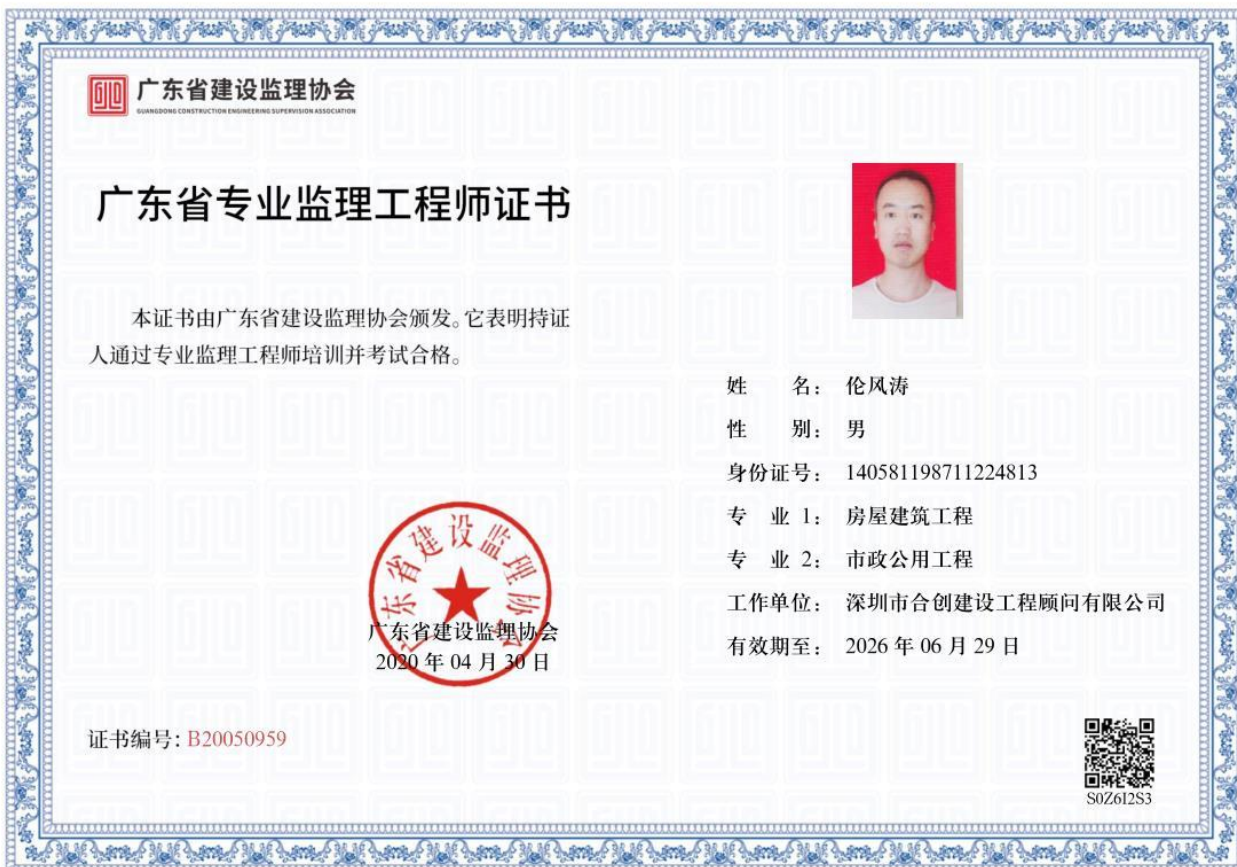 广东省建设监理协会
GUANGDONG CONSTRUCTION ENGINEERING SUPERVISION ASSOCIATION
广东省专业监理工程师证书
本证书由广东省建设监理协会颁发。它表明持证
人通过专业监理工程师培训并考试合格。
姓 名： 伦风涛
性 别： 男
身份证号： 140581198711224813
专 业 1： 房屋建筑工程
专 业 2： 市政公用工程
工作单位： 深圳市合创建设工程顾问有限公司
有效期至： 2026 年 06 月 29 日
广东省建设监理协会
广东省建设监理协会
2020 年 04 月 30 日
证书编号：B20050959
S0Z6I2S3